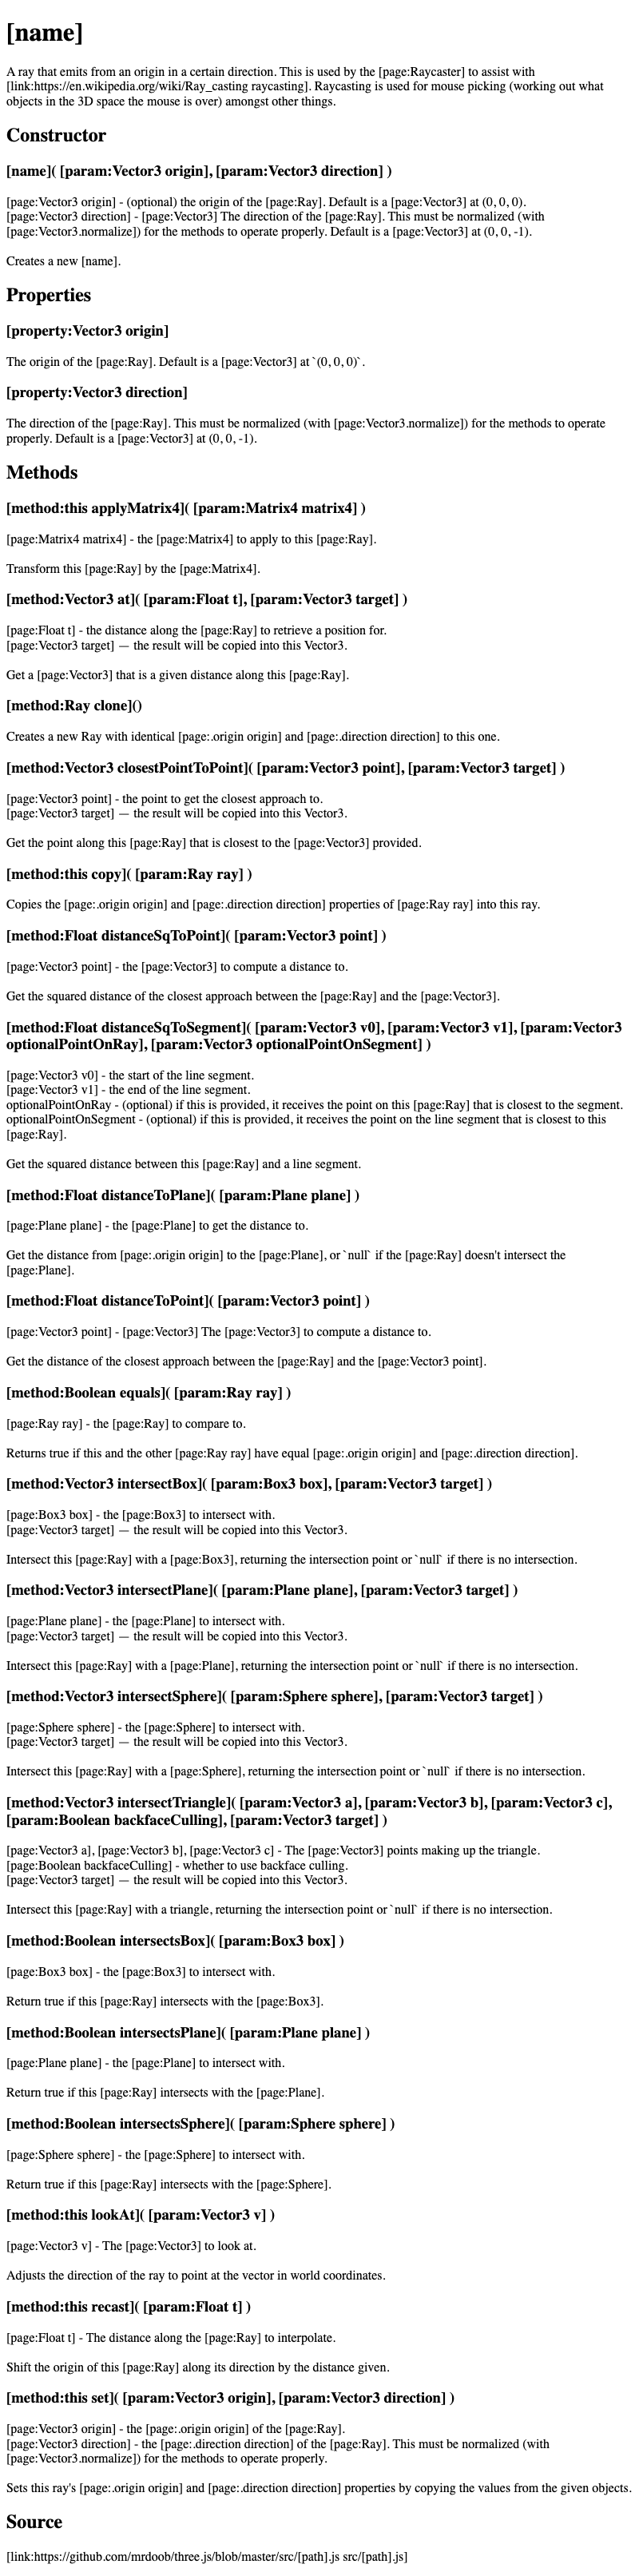 [name]
A ray that emits from an origin in a certain direction. This is used by the [page:Raycaster] to assist with
[link:https://en.wikipedia.org/wiki/Ray_casting raycasting]. Raycasting is used for mouse picking (working out what
objects in the 3D space the mouse is over) amongst other things.
Constructor
[name]( [param:Vector3 origin], [param:Vector3 direction] )
[page:Vector3 origin] - (optional) the origin of the [page:Ray]. Default is a [page:Vector3] at (0, 0, 0).
[page:Vector3 direction] - [page:Vector3] The direction of the [page:Ray]. This must be normalized (with
[page:Vector3.normalize]) for the methods to operate properly. Default is a [page:Vector3] at (0, 0, -1).
Creates a new [name].
Properties
[property:Vector3 origin]
The origin of the [page:Ray]. Default is a [page:Vector3] at `(0, 0, 0)`.
[property:Vector3 direction]
The direction of the [page:Ray]. This must be normalized (with [page:Vector3.normalize]) for the methods to operate
properly. Default is a [page:Vector3] at (0, 0, -1).
Methods
[method:this applyMatrix4]( [param:Matrix4 matrix4] )
[page:Matrix4 matrix4] - the [page:Matrix4] to apply to this [page:Ray].
Transform this [page:Ray] by the [page:Matrix4].
[method:Vector3 at]( [param:Float t], [param:Vector3 target] )
[page:Float t] - the distance along the [page:Ray] to retrieve a position for.
[page:Vector3 target] — the result will be copied into this Vector3.
Get a [page:Vector3] that is a given distance along this [page:Ray].
[method:Ray clone]()
Creates a new Ray with identical [page:.origin origin] and [page:.direction direction] to this one.
[method:Vector3 closestPointToPoint]( [param:Vector3 point], [param:Vector3 target] )
[page:Vector3 point] - the point to get the closest approach to.
[page:Vector3 target] — the result will be copied into this Vector3.
Get the point along this [page:Ray] that is closest to the [page:Vector3] provided.
[method:this copy]( [param:Ray ray] )
Copies the [page:.origin origin] and [page:.direction direction] properties of [page:Ray ray] into this ray.
[method:Float distanceSqToPoint]( [param:Vector3 point] )
[page:Vector3 point] - the [page:Vector3] to compute a distance to.
Get the squared distance of the closest approach between the [page:Ray] and the [page:Vector3].
[method:Float distanceSqToSegment]( [param:Vector3 v0], [param:Vector3 v1], [param:Vector3
optionalPointOnRay], [param:Vector3 optionalPointOnSegment] )
[page:Vector3 v0] - the start of the line segment.
[page:Vector3 v1] - the end of the line segment.
optionalPointOnRay - (optional) if this is provided, it receives the point on this [page:Ray] that is closest to the segment.
optionalPointOnSegment - (optional) if this is provided, it receives the point on the line segment that is closest to this
[page:Ray].
Get the squared distance between this [page:Ray] and a line segment.
[method:Float distanceToPlane]( [param:Plane plane] )
[page:Plane plane] - the [page:Plane] to get the distance to.
Get the distance from [page:.origin origin] to the [page:Plane], or `null` if the [page:Ray] doesn't intersect the
[page:Plane].
[method:Float distanceToPoint]( [param:Vector3 point] )
[page:Vector3 point] - [page:Vector3] The [page:Vector3] to compute a distance to.
Get the distance of the closest approach between the [page:Ray] and the [page:Vector3 point].
[method:Boolean equals]( [param:Ray ray] )
[page:Ray ray] - the [page:Ray] to compare to.
Returns true if this and the other [page:Ray ray] have equal [page:.origin origin] and [page:.direction direction].
[method:Vector3 intersectBox]( [param:Box3 box], [param:Vector3 target] )
[page:Box3 box] - the [page:Box3] to intersect with.
[page:Vector3 target] — the result will be copied into this Vector3.
Intersect this [page:Ray] with a [page:Box3], returning the intersection point or `null` if there is no intersection.
[method:Vector3 intersectPlane]( [param:Plane plane], [param:Vector3 target] )
[page:Plane plane] - the [page:Plane] to intersect with.
[page:Vector3 target] — the result will be copied into this Vector3.
Intersect this [page:Ray] with a [page:Plane], returning the intersection point or `null` if there is no intersection.
[method:Vector3 intersectSphere]( [param:Sphere sphere], [param:Vector3 target] )
[page:Sphere sphere] - the [page:Sphere] to intersect with.
[page:Vector3 target] — the result will be copied into this Vector3.
Intersect this [page:Ray] with a [page:Sphere], returning the intersection point or `null` if there is no intersection.
[method:Vector3 intersectTriangle]( [param:Vector3 a], [param:Vector3 b], [param:Vector3 c],
[param:Boolean backfaceCulling], [param:Vector3 target] )
[page:Vector3 a], [page:Vector3 b], [page:Vector3 c] - The [page:Vector3] points making up the triangle.
[page:Boolean backfaceCulling] - whether to use backface culling.
[page:Vector3 target] — the result will be copied into this Vector3.
Intersect this [page:Ray] with a triangle, returning the intersection point or `null` if there is no intersection.
[method:Boolean intersectsBox]( [param:Box3 box] )
[page:Box3 box] - the [page:Box3] to intersect with.
Return true if this [page:Ray] intersects with the [page:Box3].
[method:Boolean intersectsPlane]( [param:Plane plane] )
[page:Plane plane] - the [page:Plane] to intersect with.
Return true if this [page:Ray] intersects with the [page:Plane].
[method:Boolean intersectsSphere]( [param:Sphere sphere] )
[page:Sphere sphere] - the [page:Sphere] to intersect with.
Return true if this [page:Ray] intersects with the [page:Sphere].
[method:this lookAt]( [param:Vector3 v] )
[page:Vector3 v] - The [page:Vector3] to look at.
Adjusts the direction of the ray to point at the vector in world coordinates.
[method:this recast]( [param:Float t] )
[page:Float t] - The distance along the [page:Ray] to interpolate.
Shift the origin of this [page:Ray] along its direction by the distance given.
[method:this set]( [param:Vector3 origin], [param:Vector3 direction] )
[page:Vector3 origin] - the [page:.origin origin] of the [page:Ray].
[page:Vector3 direction] - the [page:.direction direction] of the [page:Ray]. This must be normalized (with
[page:Vector3.normalize]) for the methods to operate properly.
Sets this ray's [page:.origin origin] and [page:.direction direction] properties by copying the values from the given objects.
Source
[link:https://github.com/mrdoob/three.js/blob/master/src/[path].js src/[path].js]